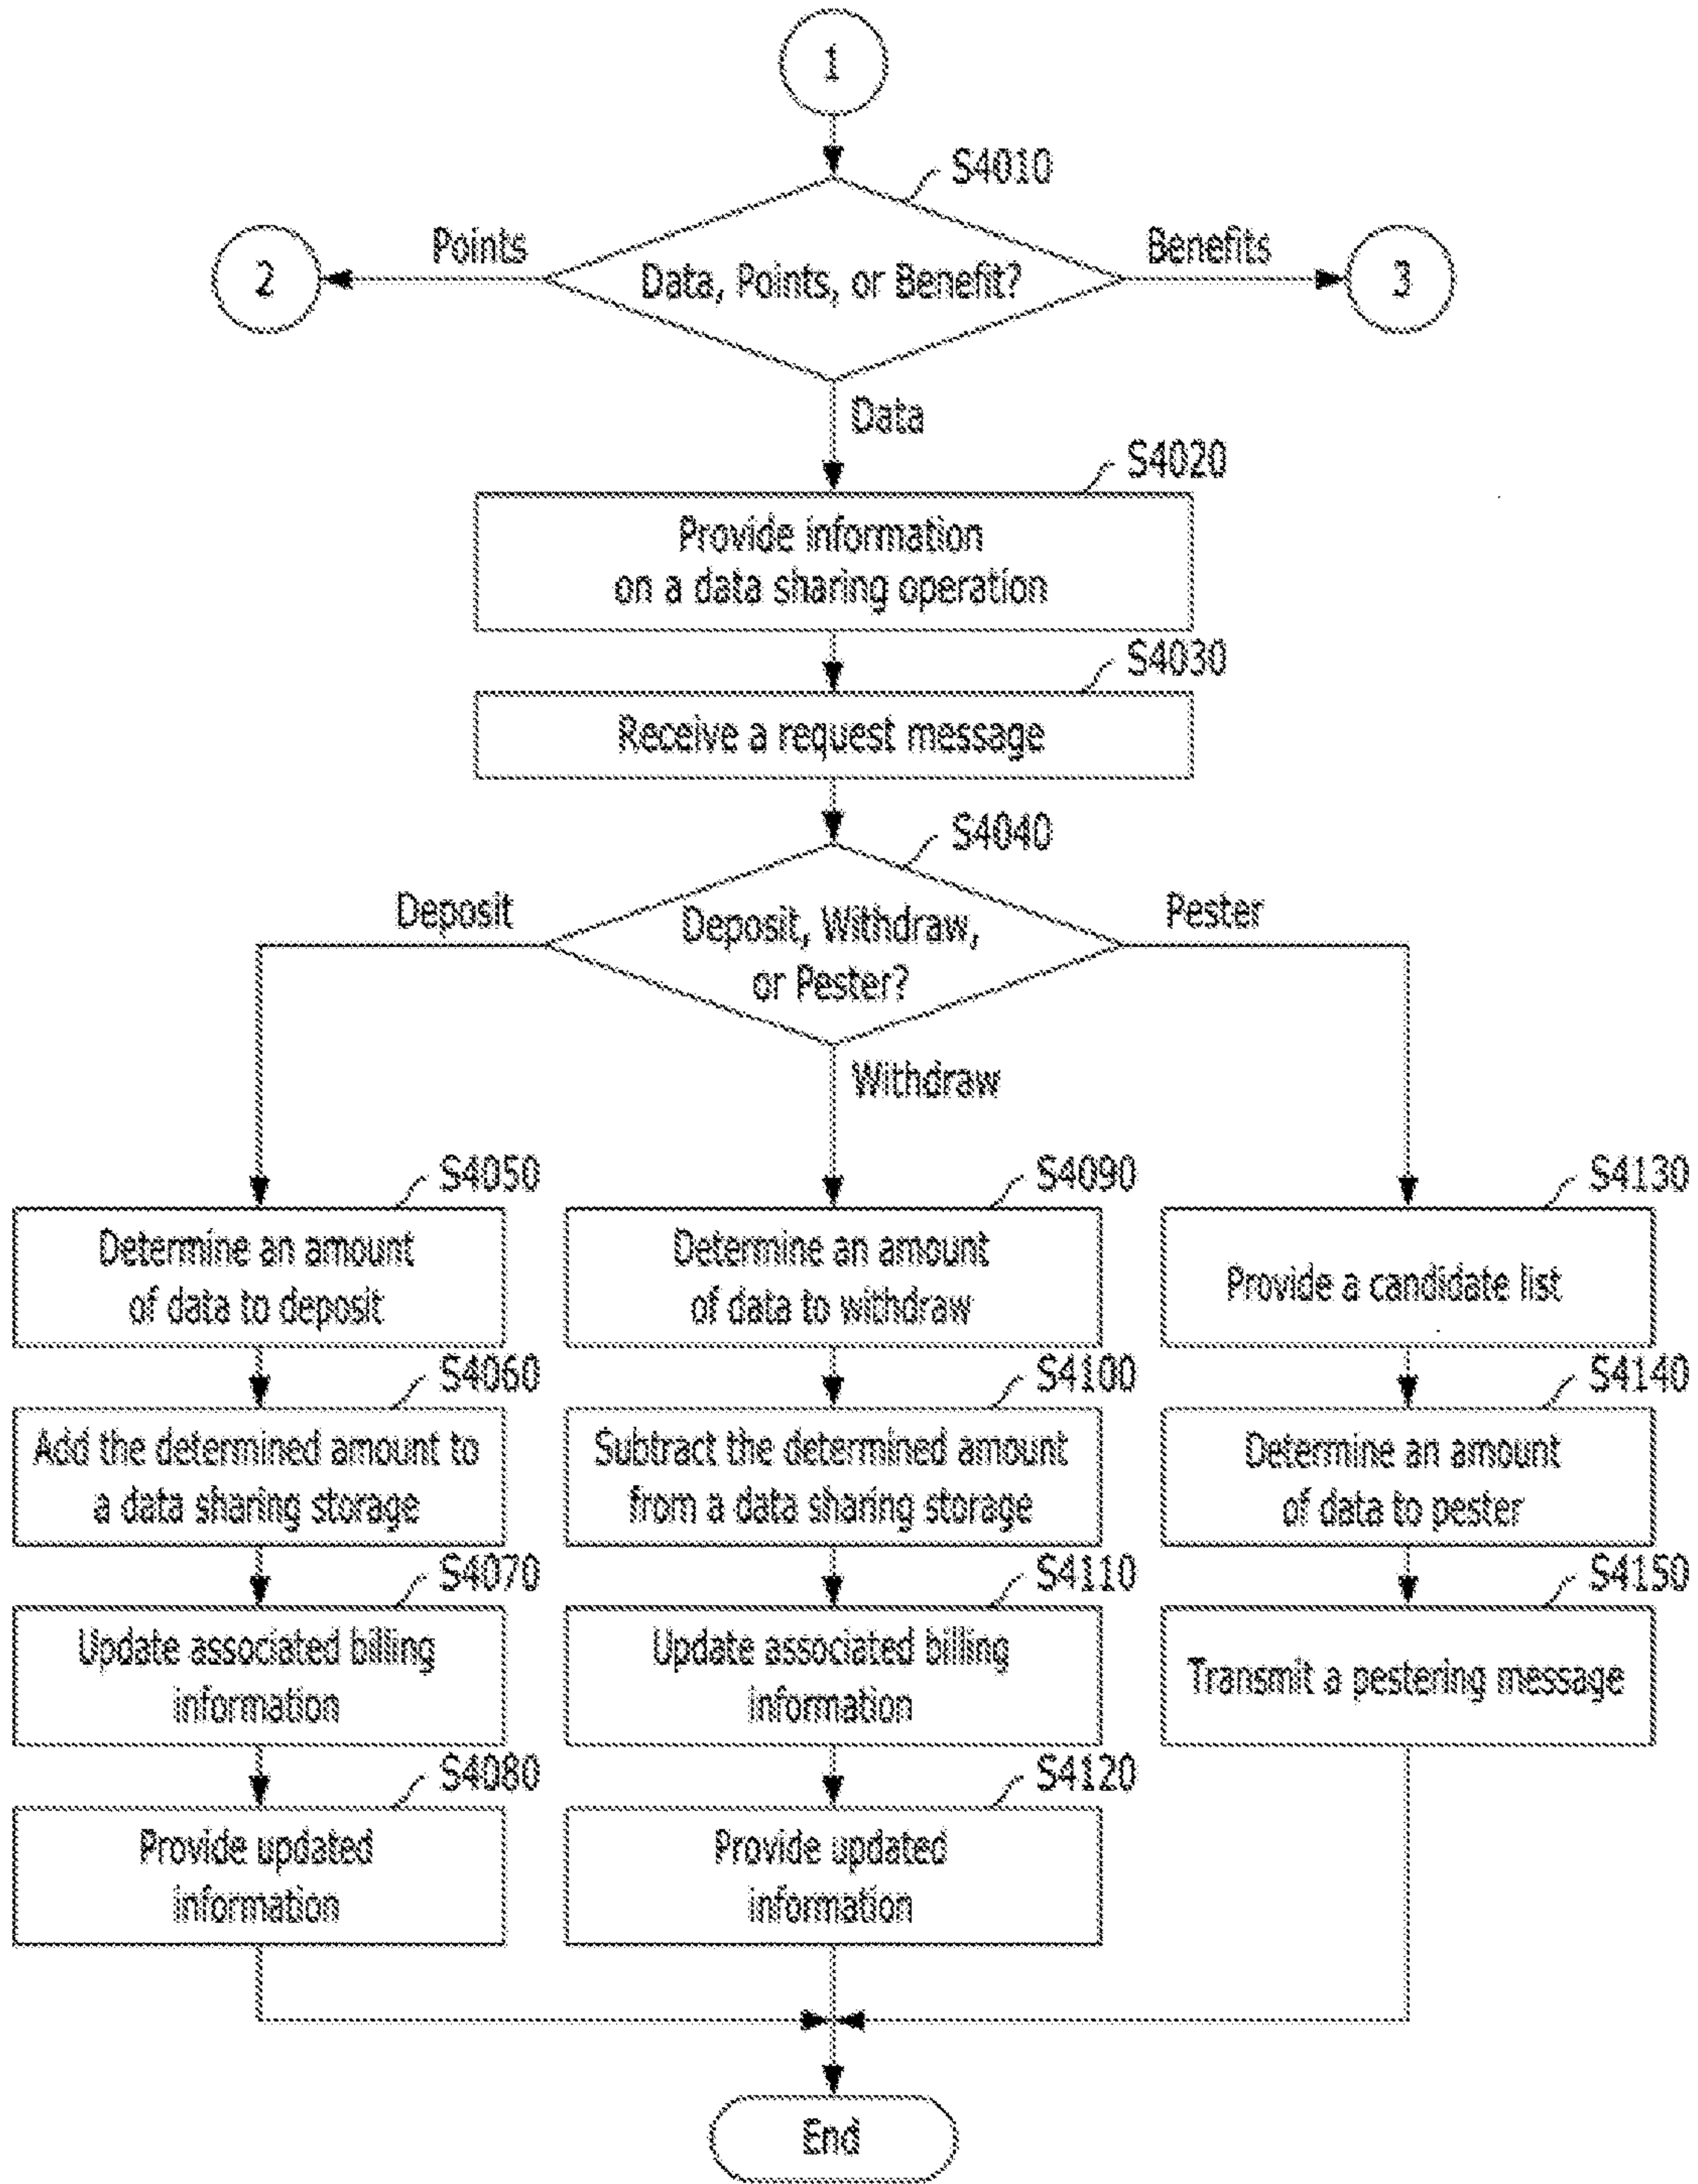 1
S4010
Points
Benefits
2
Data, Points, or Benefit?
3
Data
S4020
Provide information
on a data sharing operation
S4030
Receive a request message
S4040
Deposit
Pester
Deposit, Withdraw,
or Pester?
Withdraw
S4050
S4090
S4130
Determine an amount
of data to deposit
Determine an amount
of data to withdraw
Provide a candidate list
S4060
S4100
S4140
Add the determined amount to
a data sharing storage
Subtract the determined amount
from a data sharing storage
Determine an amount
of data to pester
S4070
S4110
S4150
Update associated billing
information
Update associated billing
information
Transmit a pestering message
S4080
S4120
Provide updated
information
Provide updated
information
End